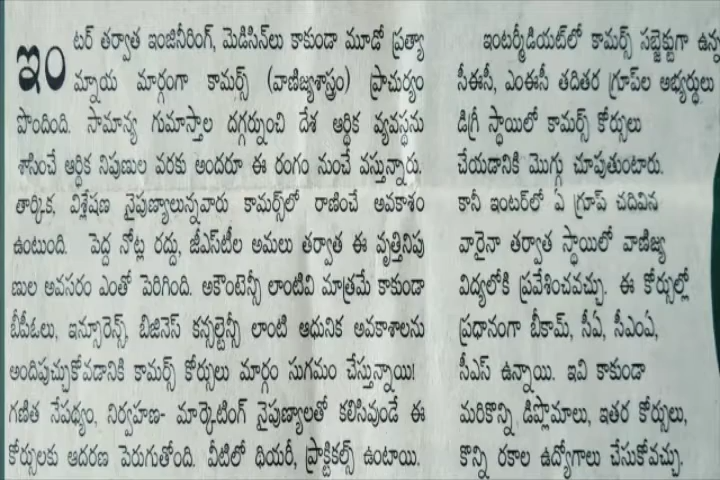 ఇంటర్ తర్వాత ఇంజినీరింగ్, మెడిసిన్‌లు కాకుండా మూడో ప్రత్యా
మ్నాయ మార్గంగా కామర్స్ (వాణిజ్యశాస్త్రం) ప్రాచుర్యం
పొందింది. సామాన్య గుమాస్తాల దగ్గర్నుంచి దేశ ఆర్థిక వ్యవస్థను
శాసించే ఆర్థిక నిపుణుల వరకు అందరూ ఈ రంగం నుంచే వస్తున్నారు.
తార్కిక, విశ్లేషణ నైపుణ్యాలున్నవారు కామర్స్‌లో రాణించే అవకాశం
ఉంటుంది. పెద్ద నోట్ల రద్దు, జీఎస్‌టీల అమలు తర్వాత ఈ వృత్తినిపు
ణుల అవసరం ఎంతో పెరిగింది. అకౌంటెన్సీ లాంటివి మాత్రమే కాకుండా
బీపీఓలు, ఇన్సూరెన్స్, బిజినెస్ కన్సల్టెన్సీ లాంటి ఆధునిక అవకాశాలను
అందిపుచ్చుకోవడానికి కామర్స్ కోర్సులు మార్గం సుగమం చేస్తున్నాయి!
గణిత నేపథ్యం, నిర్వహణ- మార్కెటింగ్ నైపుణ్యాలతో కలిసివుండే ఈ
కోర్సులకు ఆదరణ పెరుగుతోంది. వీటిలో థియరీ, ప్రాక్టికల్స్ ఉంటాయి.
ఇంటర్మీడియట్‌లో కామర్స్ సబ్జెక్టుగా ఉన్న
సీఈసీ, ఎంఈసీ తదితర గ్రూప్‌ల అభ్యర్థులు
డిగ్రీ స్థాయిలో కామర్స్ కోర్సులు
చేయడానికి మొగ్గు చూపుతుంటారు.
కానీ ఇంటర్‌లో ఏ గ్రూప్ చదివిన
వారైనా తర్వాత స్థాయిలో వాణిజ్య
విద్యలోకి ప్రవేశించవచ్చు. ఈ కోర్సుల్లో
ప్రధానంగా బీకామ్, సీఏ, సీఎంఏ,
సీఎస్ ఉన్నాయి. ఇవి కాకుండా
మరికొన్ని డిప్లొమాలు, ఇతర కోర్సులు,
కొన్ని రకాల ఉద్యోగాలు చేసుకోవచ్చు.